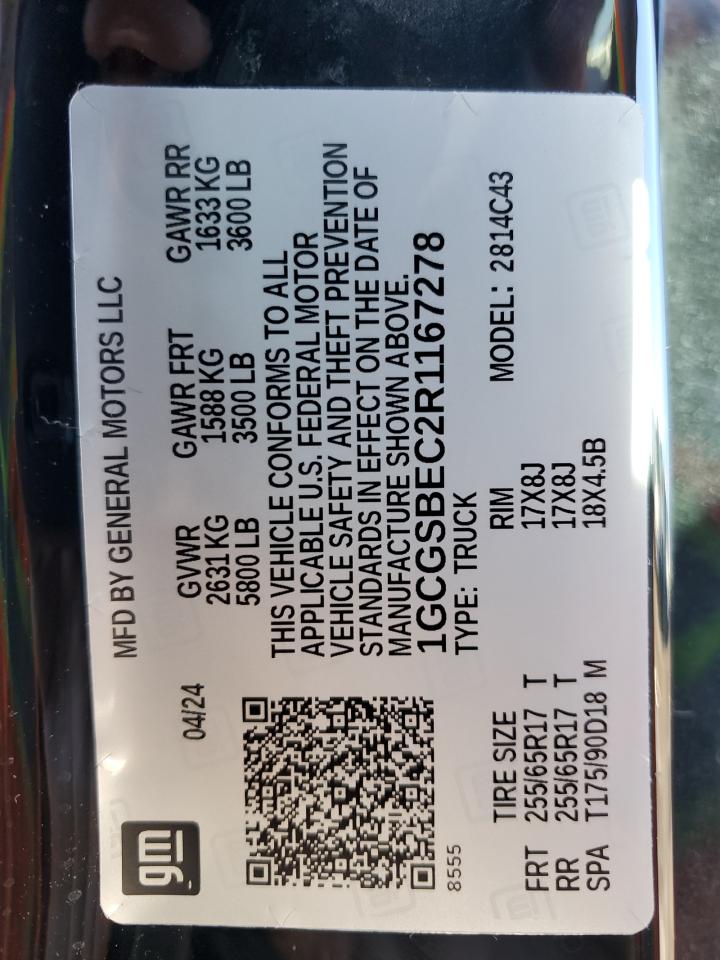 gm
MFD BY GENERAL MOTORS LLC
04/24
GVWR GAWR FRT GAWR RR
2631 KG 1588 KG 1633 KG
5800 LB 3500 LB 3600 LB
THIS VEHICLE CONFORMS TO ALL
APPLICABLE U.S. FEDERAL MOTOR
VEHICLE SAFETY AND THEFT PREVENTION
STANDARDS IN EFFECT ON THE DATE OF
MANUFACTURE SHOWN ABOVE.
1GCGSBEC2R1167278
8555
TYPE: TRUCK
TIRE SIZE RIM MODEL: 2814C43
FRT 255/65R17 T 17X8J
RR 255/65R17 T 17X8J
SPA T175/90D18 M 18X4.5B